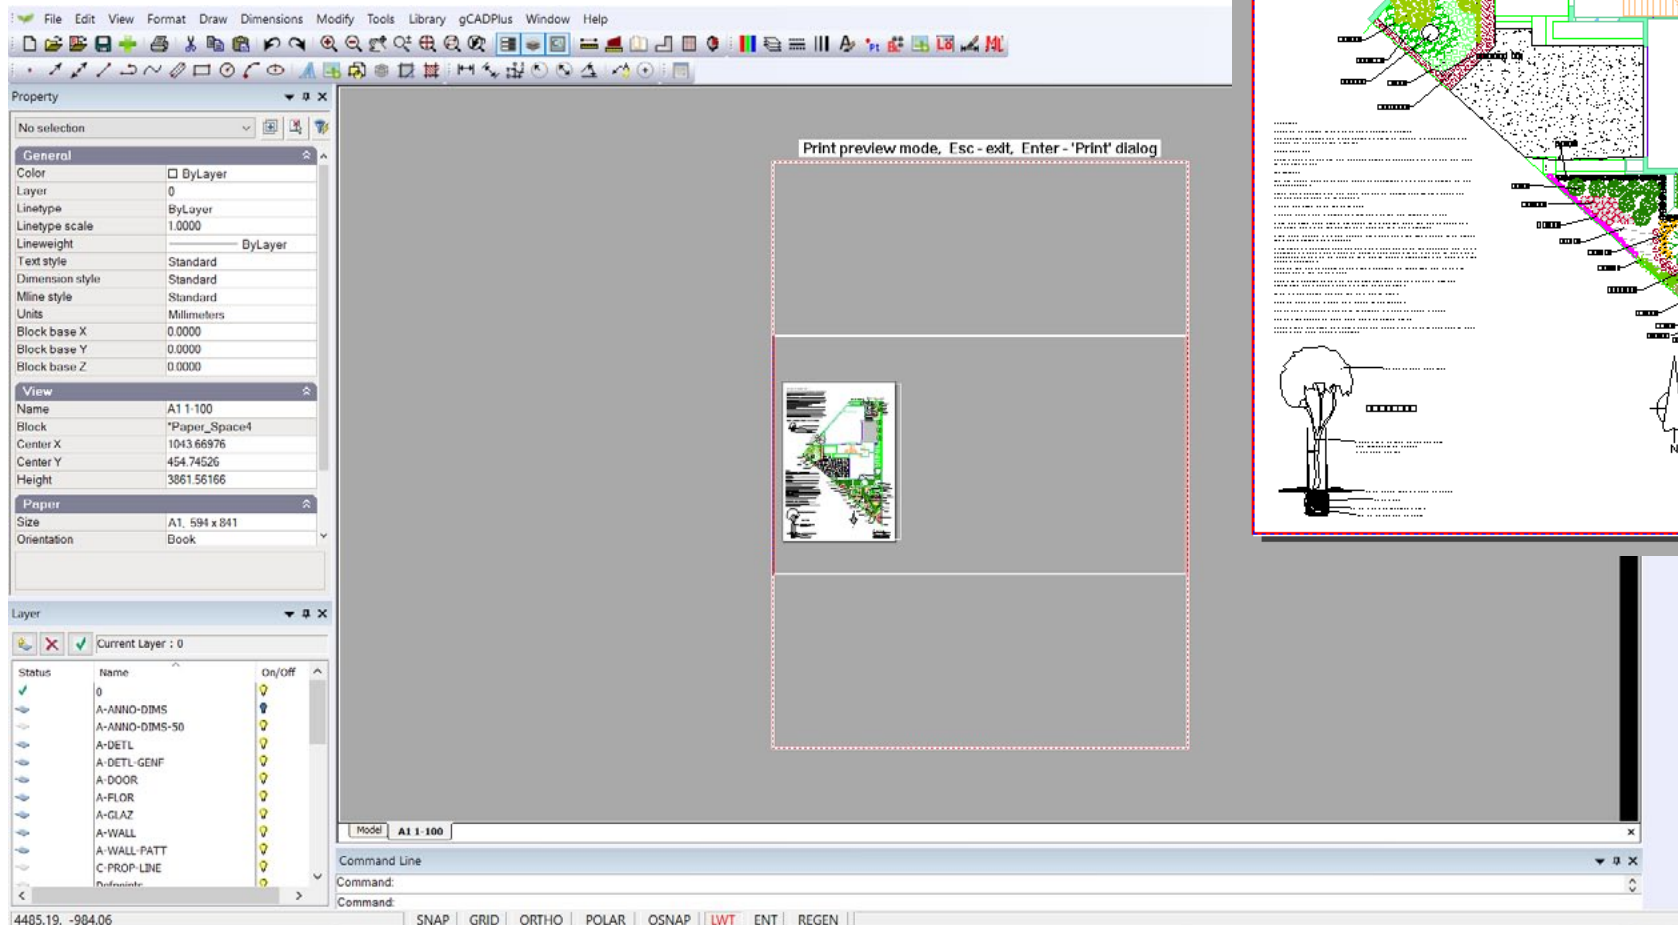 File Edit View Format Draw Dimensions Modify Tools Library gCADPlus Window Help
Property
No selection
General
Color ByLayer
Layer 0
Linetype ByLayer
Linetype scale 1.0000
Lineweight ByLayer
Text style Standard
Dimension style Standard
Mline style Standard
Units Millimeters
Block base X 0.0000
Block base Y 0.0000
Block base Z 0.0000
View
Name A1 1-100
Block *Paper_Space4
Center X 1043.66976
Center Y 454.74526
Height 3861.56166
Paper
Size A1, 594 x 841
Orientation Book
Print preview mode, Esc - exit, Enter - 'Print' dialog
Layer
Current Layer : 0
Status Name On/Off
0
A-ANNO-DIMS
A-ANNO-DIMS-50
A-DETL
A-DETL-GENF
A-DOOR
A-FLOR
A-GLAZ
A-WALL
A-WALL-PATT
C-PROP-LINE
Defpoints
Model A1 1-100
Command Line
Command:
Command:
4485.19, -984.06 SNAP GRID ORTHO POLAR OSNAP LWT ENT REGEN